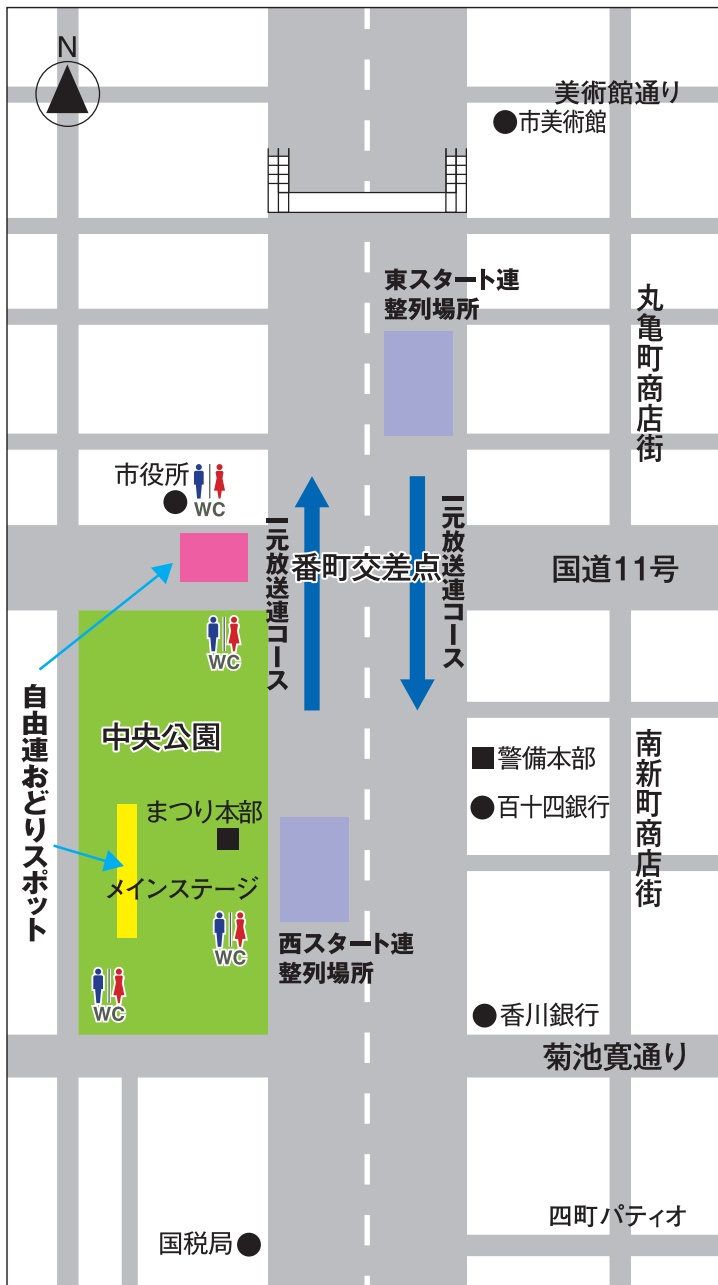 N
美術館通り
市美術館
東スタート連
整列場所
丸亀町商店街
市役所
WC
一元放送連コース
番町交差点
一元放送連コース
国道11号
WC
自由連おどりスポット
中央公園
南新町商店街
警備本部
まつり本部
百十四銀行
メインステージ
WC
西スタート連
整列場所
WC
香川銀行
菊池寛通り
四町パティオ
国税局